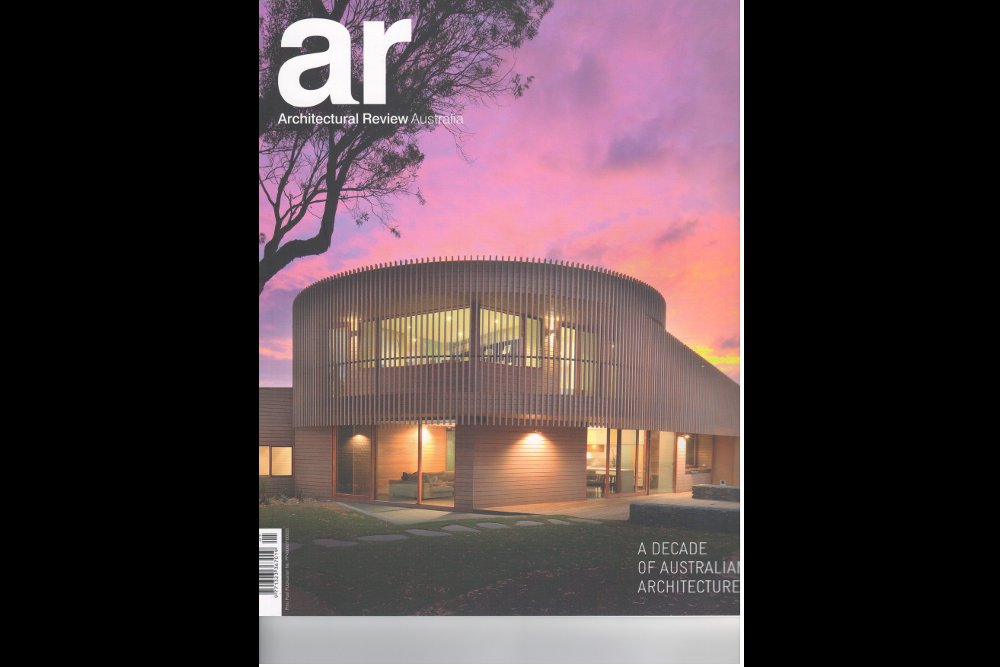 ar
Architectural Review Australia
A DECADE
OF AUSTRALIAN
ARCHITECTURE